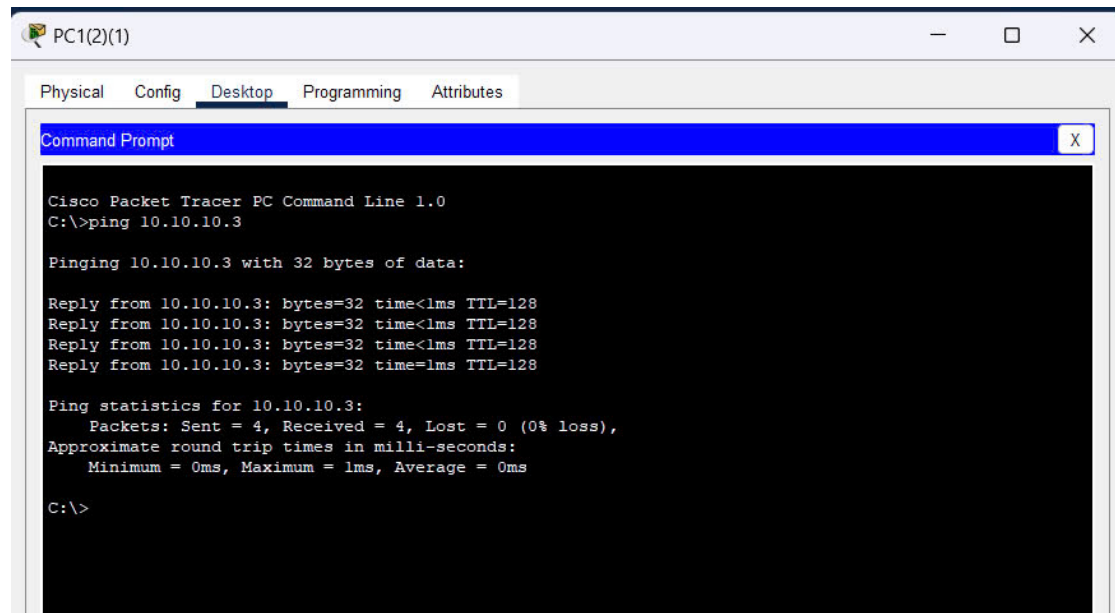 PC1(2)(1)
Physical Config Desktop Programming Attributes
Command Prompt X
Cisco Packet Tracer PC Command Line 1.0
C:\>ping 10.10.10.3
Pinging 10.10.10.3 with 32 bytes of data:
Reply from 10.10.10.3: bytes=32 time<1ms TTL=128
Reply from 10.10.10.3: bytes=32 time<1ms TTL=128
Reply from 10.10.10.3: bytes=32 time<1ms TTL=128
Reply from 10.10.10.3: bytes=32 time=1ms TTL=128
Ping statistics for 10.10.10.3:
Packets: Sent = 4, Received = 4, Lost = 0 (0% loss),
Approximate round trip times in milli-seconds:
Minimum = 0ms, Maximum = 1ms, Average = 0ms
C:\>